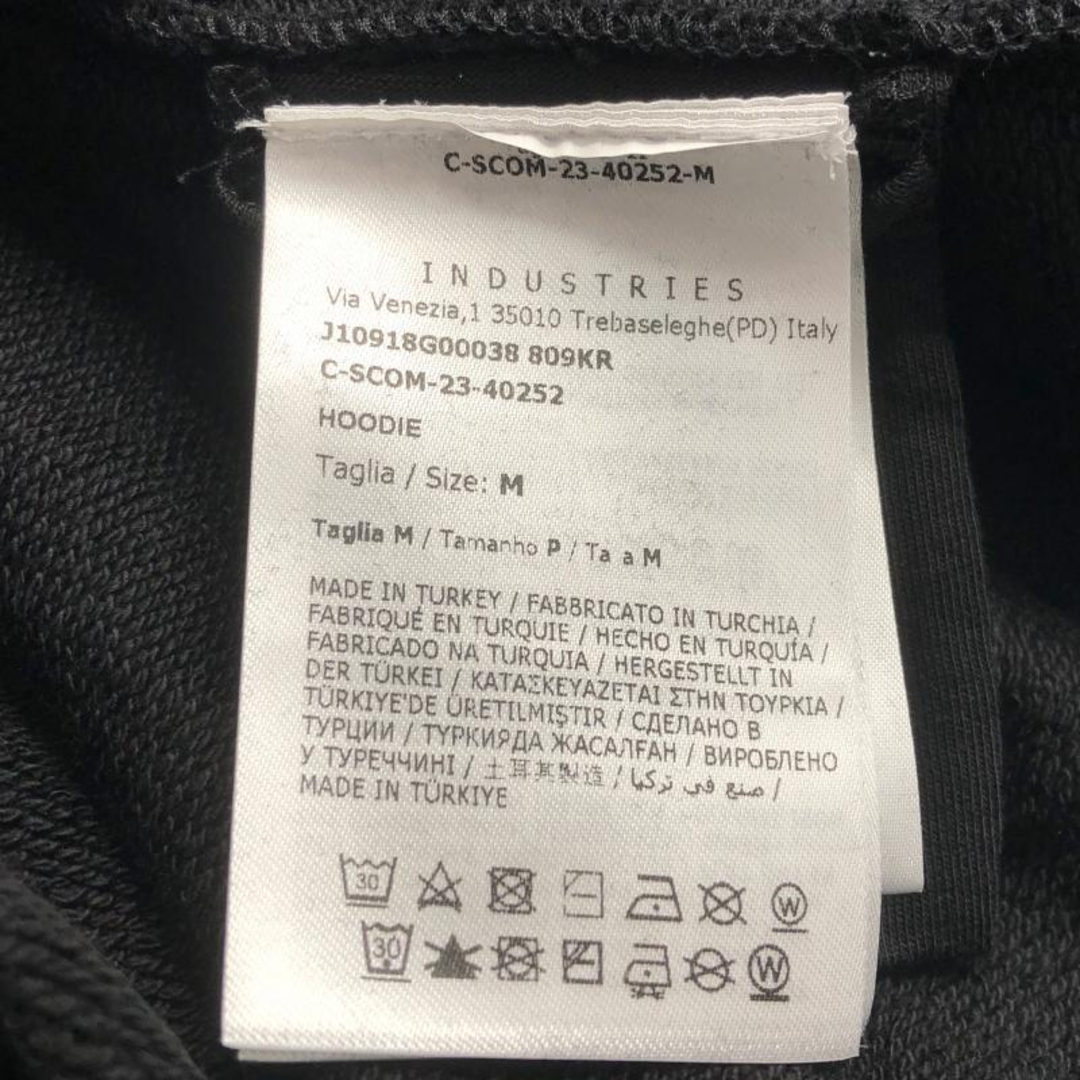 C-SCOM-23-40252-M
INDUSTRIES
Via Venezia,1 35010 Trebaseleghe(PD) Italy
J10918G00038 809KR
C-SCOM-23-40252
HOODIE
Taglia / Size: M
Taglia M / Tamanho P / Ta a M
MADE IN TURKEY / FABBRICATO IN TURCHIA /
FABRIQUÉ EN TURQUIE / HECHO EN TURQUÍA /
FABRICADO NA TURQUIA / HERGESTELLT IN
DER TÜRKEI / ΚΑΤΑΣΚΕΥΑΖΕΤΑΙ ΣΤΗΝ ΤΟΥΡΚΙΑ /
TÜRKIYE'DE ÜRETILMIŞTIR / СДЕЛАНО В
ТУРЦИИ / ТҮРКИЯДА ЖАСАЛҒАН / ВИРОБЛЕНО
У ТУРЕЧЧИНІ / 土耳其製造 / صنع في تركيا /
MADE IN TÜRKIYE
30 W
30 W